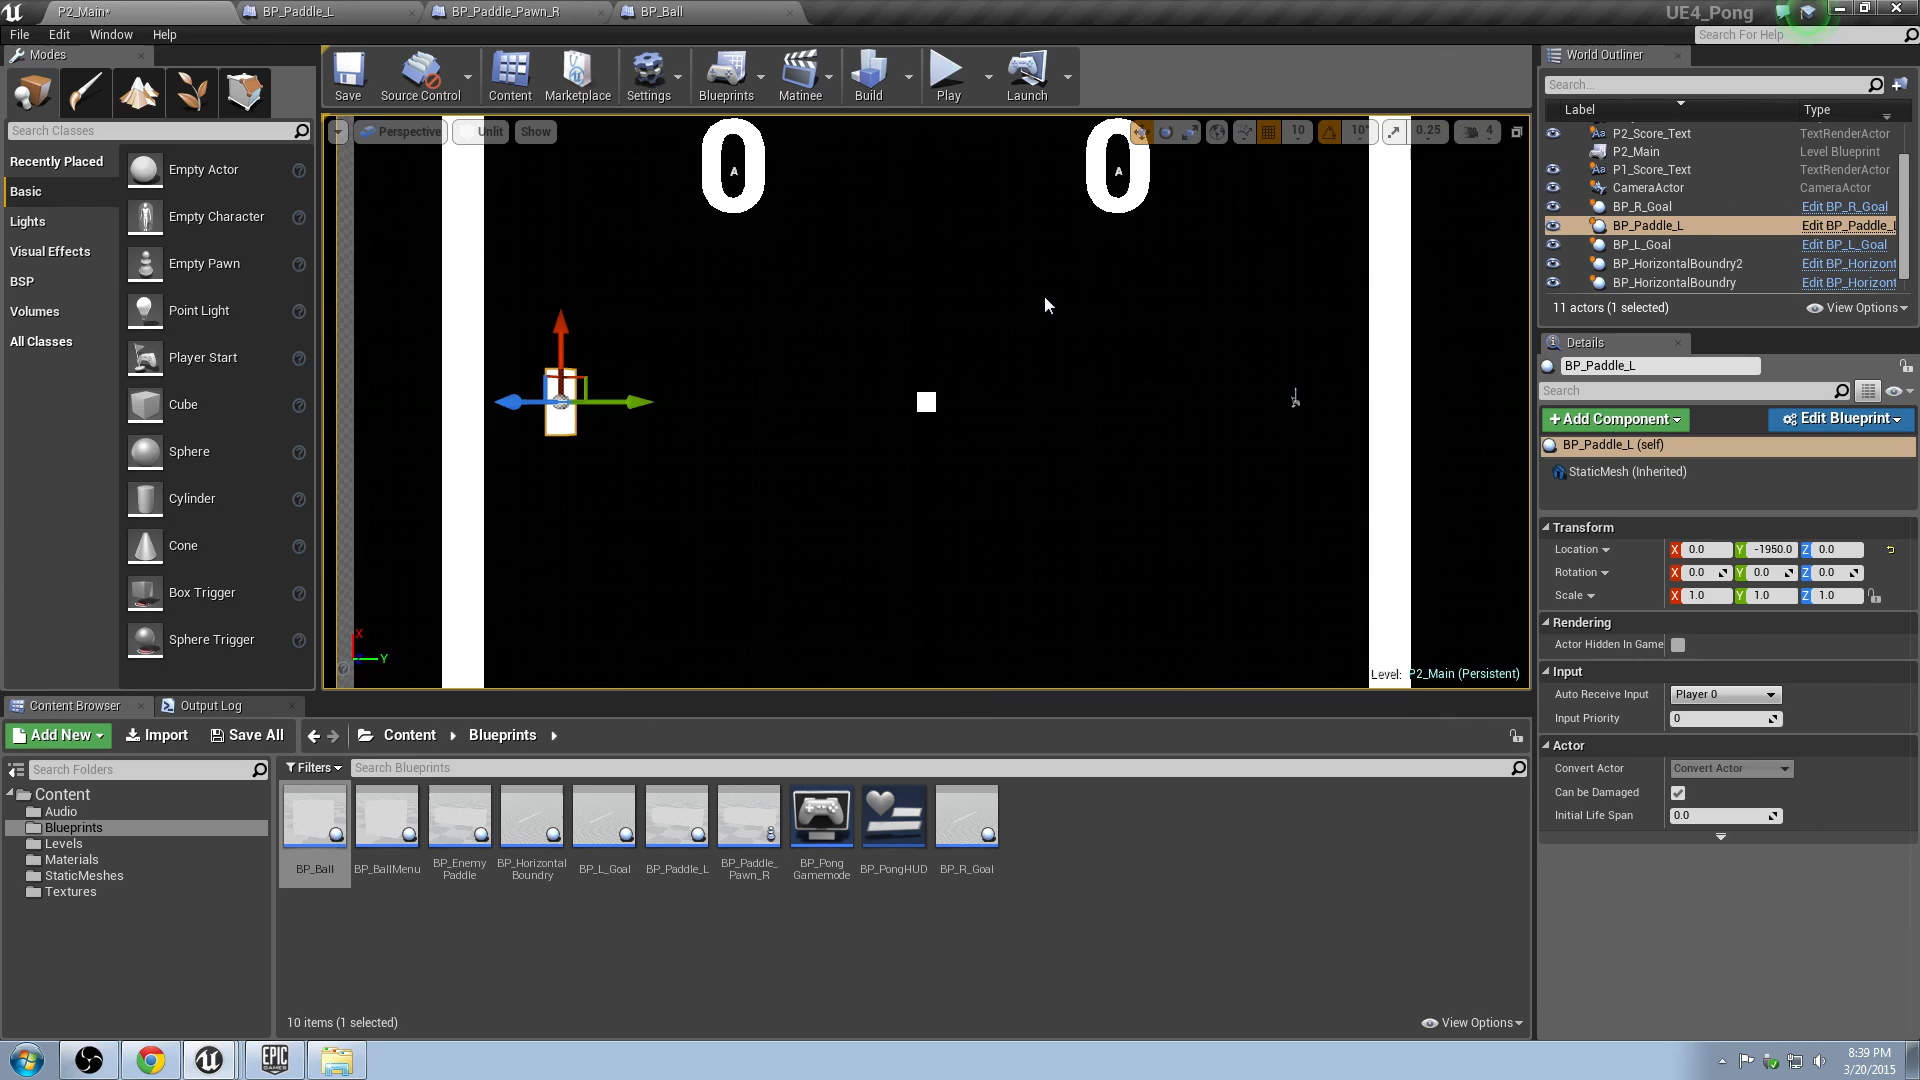 P2_Main*
BP_Paddle_L
BP_Paddle_Pawn_R
BP_Ball
UE4_Pong
File Edit Window Help
Search For Help
Modes
Search Classes
Recently Placed
Basic
Lights
Visual Effects
BSP
Volumes
All Classes
Empty Actor
Empty Character
Empty Pawn
Point Light
Player Start
Cube
Sphere
Cylinder
Cone
Box Trigger
Sphere Trigger
Save
Source Control
Content
Marketplace
Settings
Blueprints
Matinee
Build
Play
Launch
Perspective
Unlit
Show
10
10°
0.25
4
0
A
0
A
X
Y
Level: P2_Main (Persistent)
World Outliner
Search...
Label Type
P2_Score_Text TextRenderActor
P2_Main Level Blueprint
P1_Score_Text TextRenderActor
CameraActor CameraActor
BP_R_Goal Edit BP_R_Goal
BP_Paddle_L Edit BP_Paddle_L
BP_L_Goal Edit BP_L_Goal
BP_HorizontalBoundry2 Edit BP_Horizont
BP_HorizontalBoundry Edit BP_Horizont
11 actors (1 selected)
View Options
Details
BP_Paddle_L
Search
+Add Component
Edit Blueprint
BP_Paddle_L (self)
StaticMesh (Inherited)
Transform
Location X 0.0 Y -1950.0 Z 0.0
Rotation X 0.0 Y 0.0 Z 0.0
Scale X 1.0 Y 1.0 Z 1.0
Rendering
Actor Hidden In Game
Input
Auto Receive Input Player 0
Input Priority 0
Actor
Convert Actor Convert Actor
Can be Damaged
Initial Life Span 0.0
Content Browser
Output Log
Add New
Import
Save All
Content
Blueprints
Search Folders
Content
Audio
Blueprints
Levels
Materials
StaticMeshes
Textures
Filters
Search Blueprints
BP_Ball
BP_BallMenu
BP_Enemy
Paddle
BP_Horizontal
Boundry
BP_L_Goal
BP_Paddle_L
BP_Paddle_
Pawn_R
BP_Pong
Gamemode
BP_PongHUD
BP_R_Goal
10 items (1 selected)
View Options
EPIC
GAMES
8:39 PM
3/20/2015